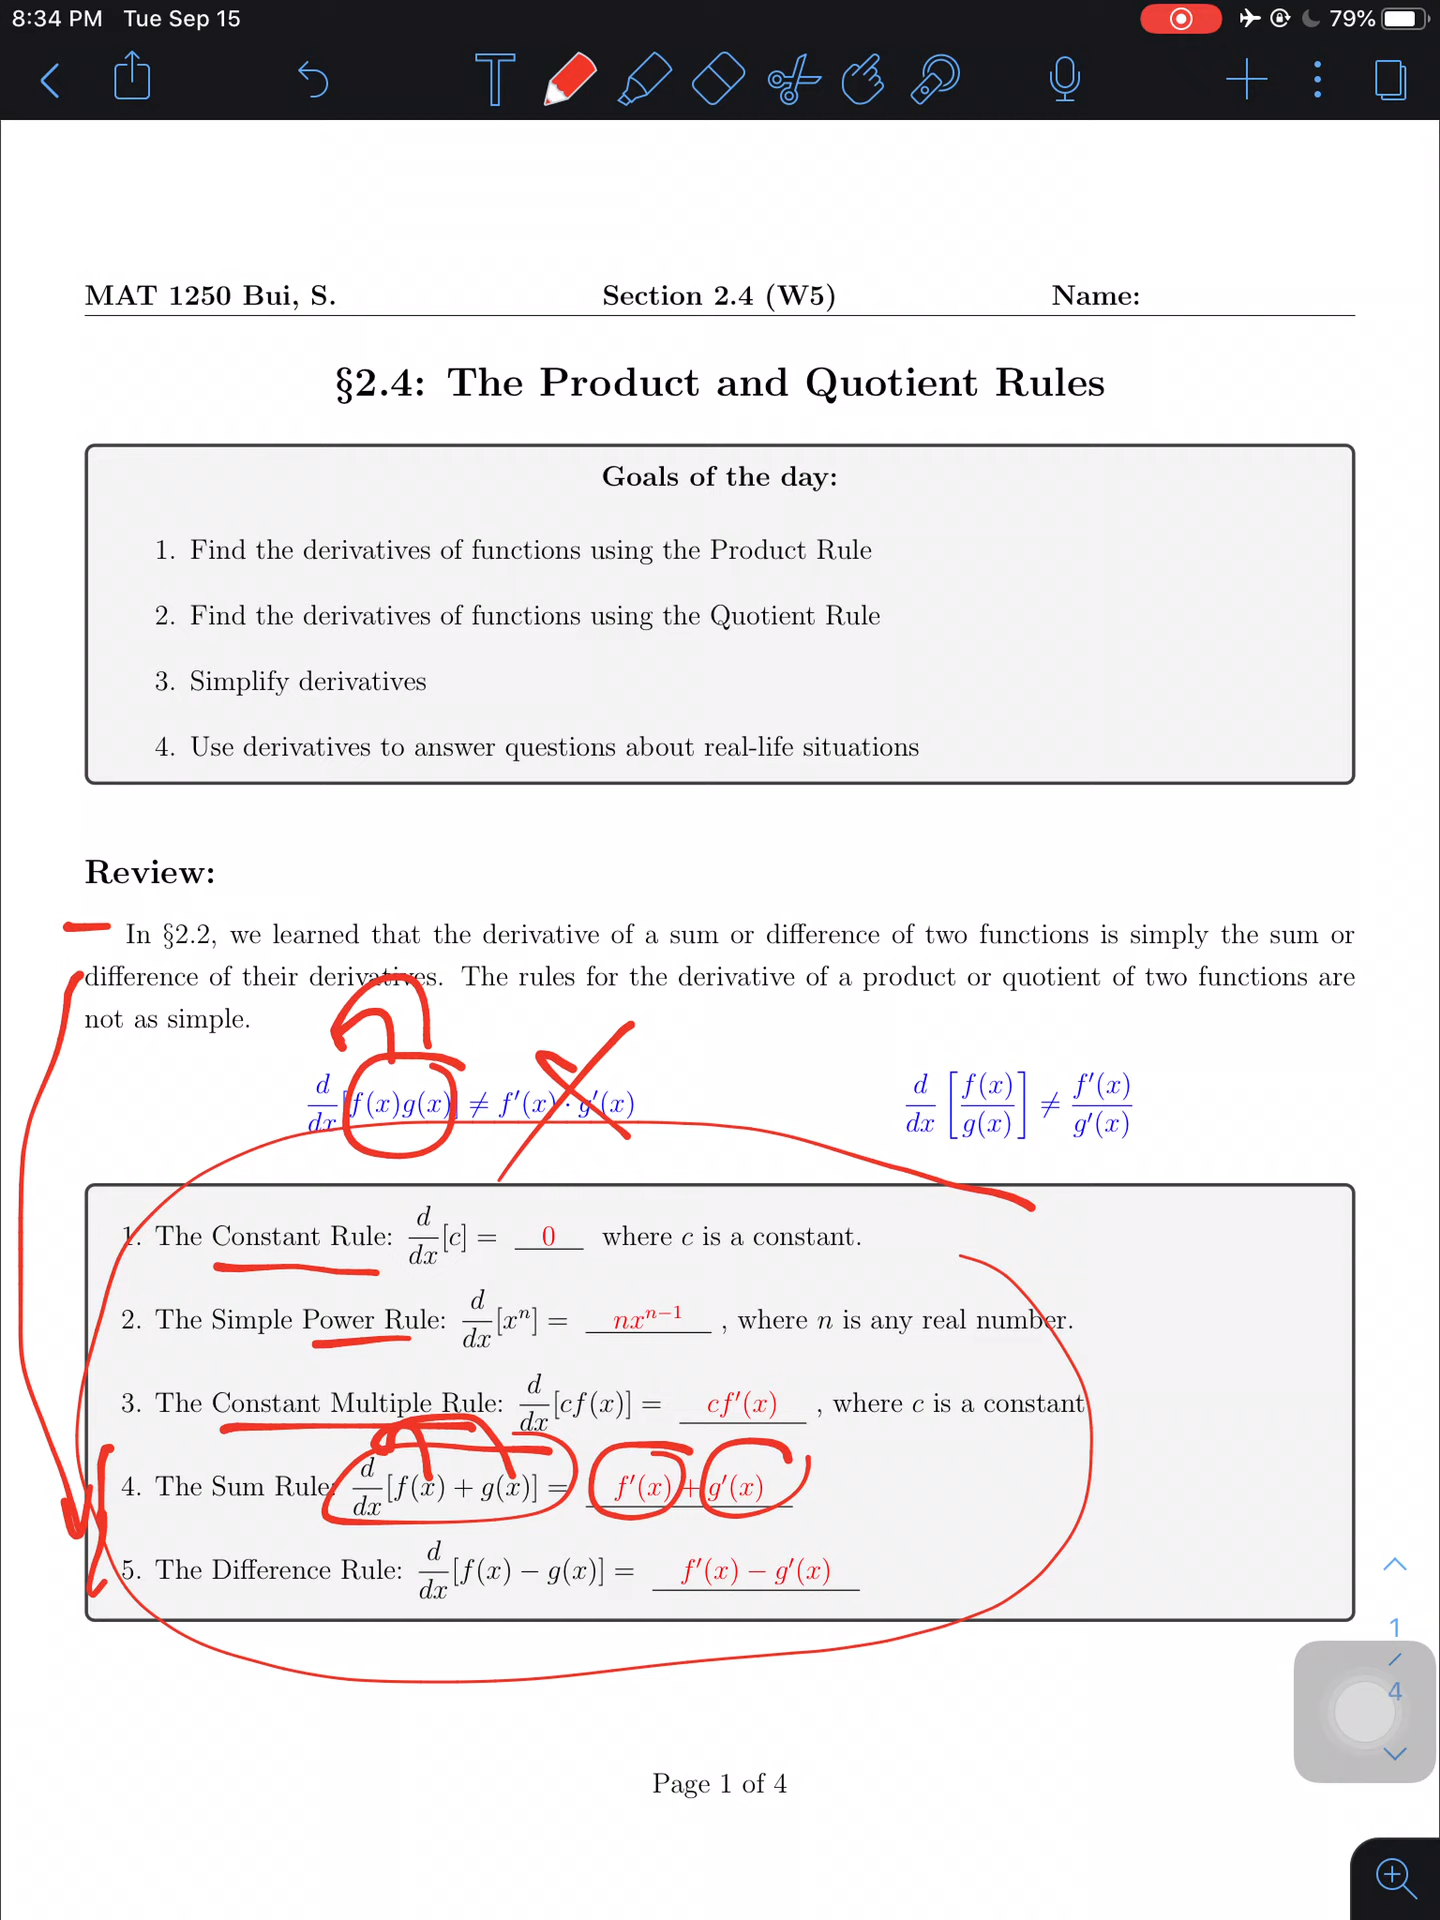 8:34 PM Tue Sep 15 79%
T
MAT 1250 Bui, S. Section 2.4 (W5) Name:
§2.4: The Product and Quotient Rules
Goals of the day:
1. Find the derivatives of functions using the Product Rule
2. Find the derivatives of functions using the Quotient Rule
3. Simplify derivatives
4. Use derivatives to answer questions about real-life situations
Review:
In §2.2, we learned that the derivative of a sum or difference of two functions is simply the sum or
difference of their derivatives. The rules for the derivative of a product or quotient of two functions are
not as simple.
d/dx [f(x)g(x)] ≠ f′(x) · g′(x) d/dx [f(x)/g(x)] ≠ f′(x)/g′(x)
1. The Constant Rule: d/dx [c] = 0 where c is a constant.
2. The Simple Power Rule: d/dx [xⁿ] = nxⁿ⁻¹ , where n is any real number.
3. The Constant Multiple Rule: d/dx [cf(x)] = cf′(x) , where c is a constant
4. The Sum Rule: d/dx [f(x) + g(x)] = f′(x) + g′(x)
5. The Difference Rule: d/dx [f(x) − g(x)] = f′(x) − g′(x)
1
/
4
Page 1 of 4